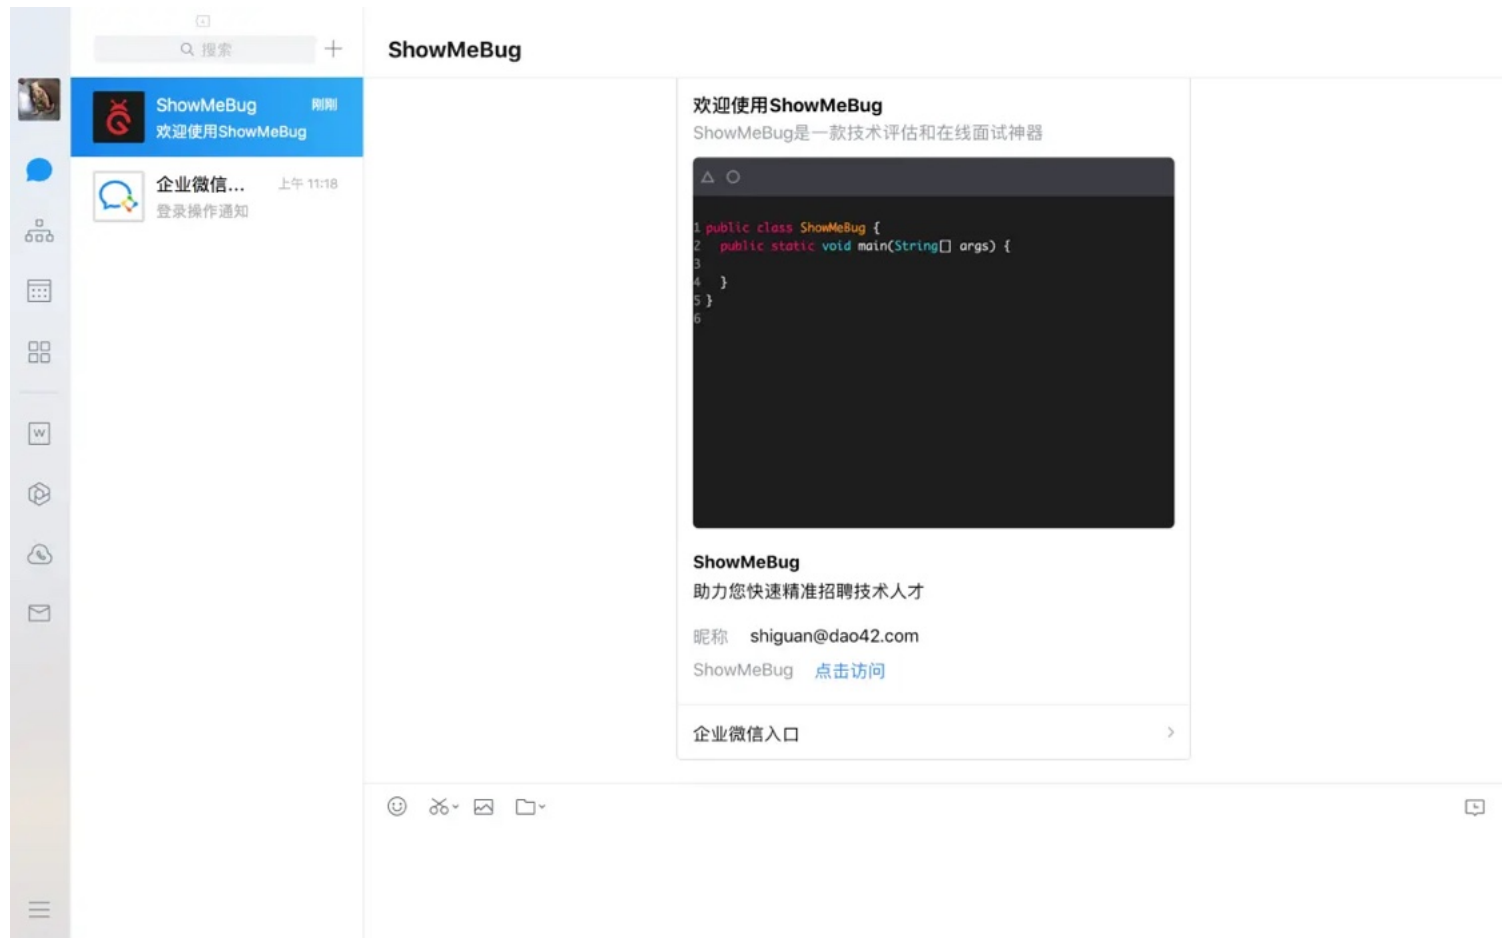 搜索
ShowMeBug
ShowMeBug 刚刚
欢迎使用ShowMeBug
企业微信... 上午 11:18
登录操作通知
欢迎使用ShowMeBug
ShowMeBug是一款技术评估和在线面试神器
1 public class ShowMeBug {
2 public static void main(String[] args) {
3
4 }
5 }
6
ShowMeBug
助力您快速精准招聘技术人才
昵称 shiguan@dao42.com
ShowMeBug 点击访问
企业微信入口
W